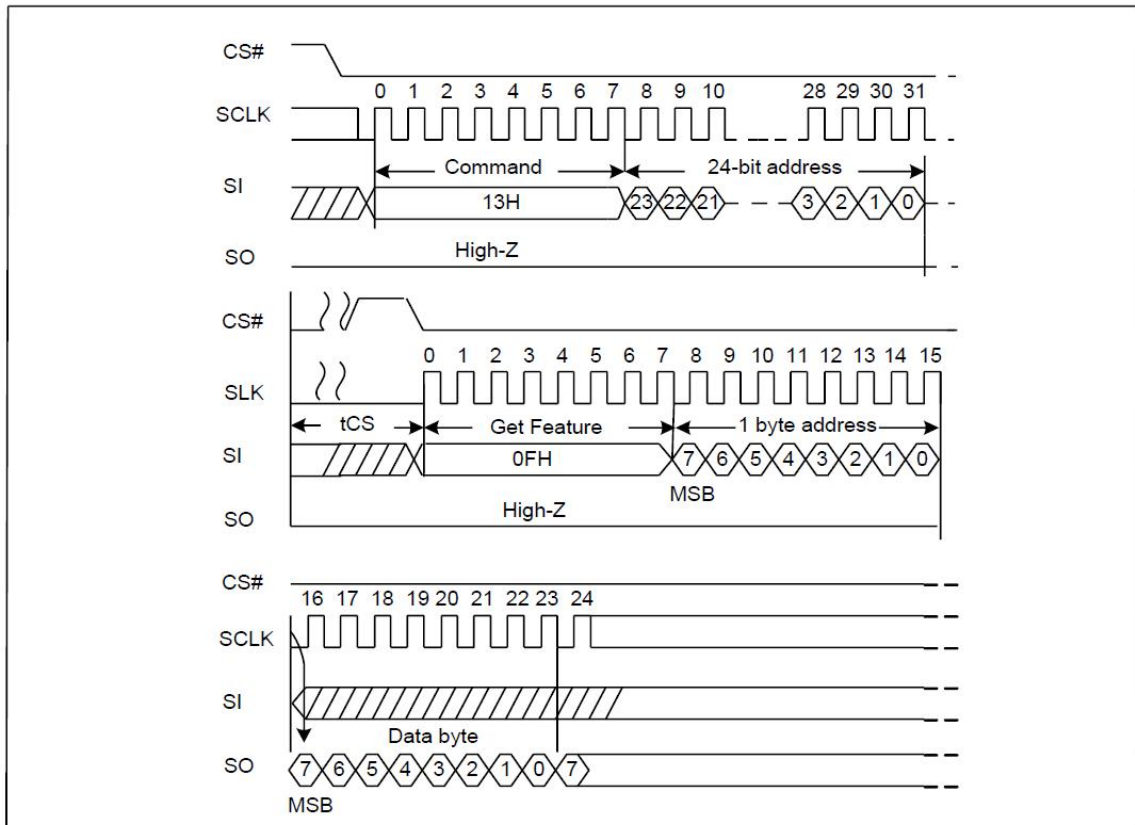 CS#
0 1 2 3 4 5 6 7 8 9 10 28 29 30 31
SCLK
Command 24-bit address
SI
13H 23 22 21 3 2 1 0
High-Z
SO
CS#
0 1 2 3 4 5 6 7 8 9 10 11 12 13 14 15
SLK
tCS Get Feature 1 byte address
SI
0FH 7 6 5 4 3 2 1 0
MSB
High-Z
SO
CS#
16 17 18 19 20 21 22 23 24
SCLK
SI
Data byte
SO
7 6 5 4 3 2 1 0 7
MSB